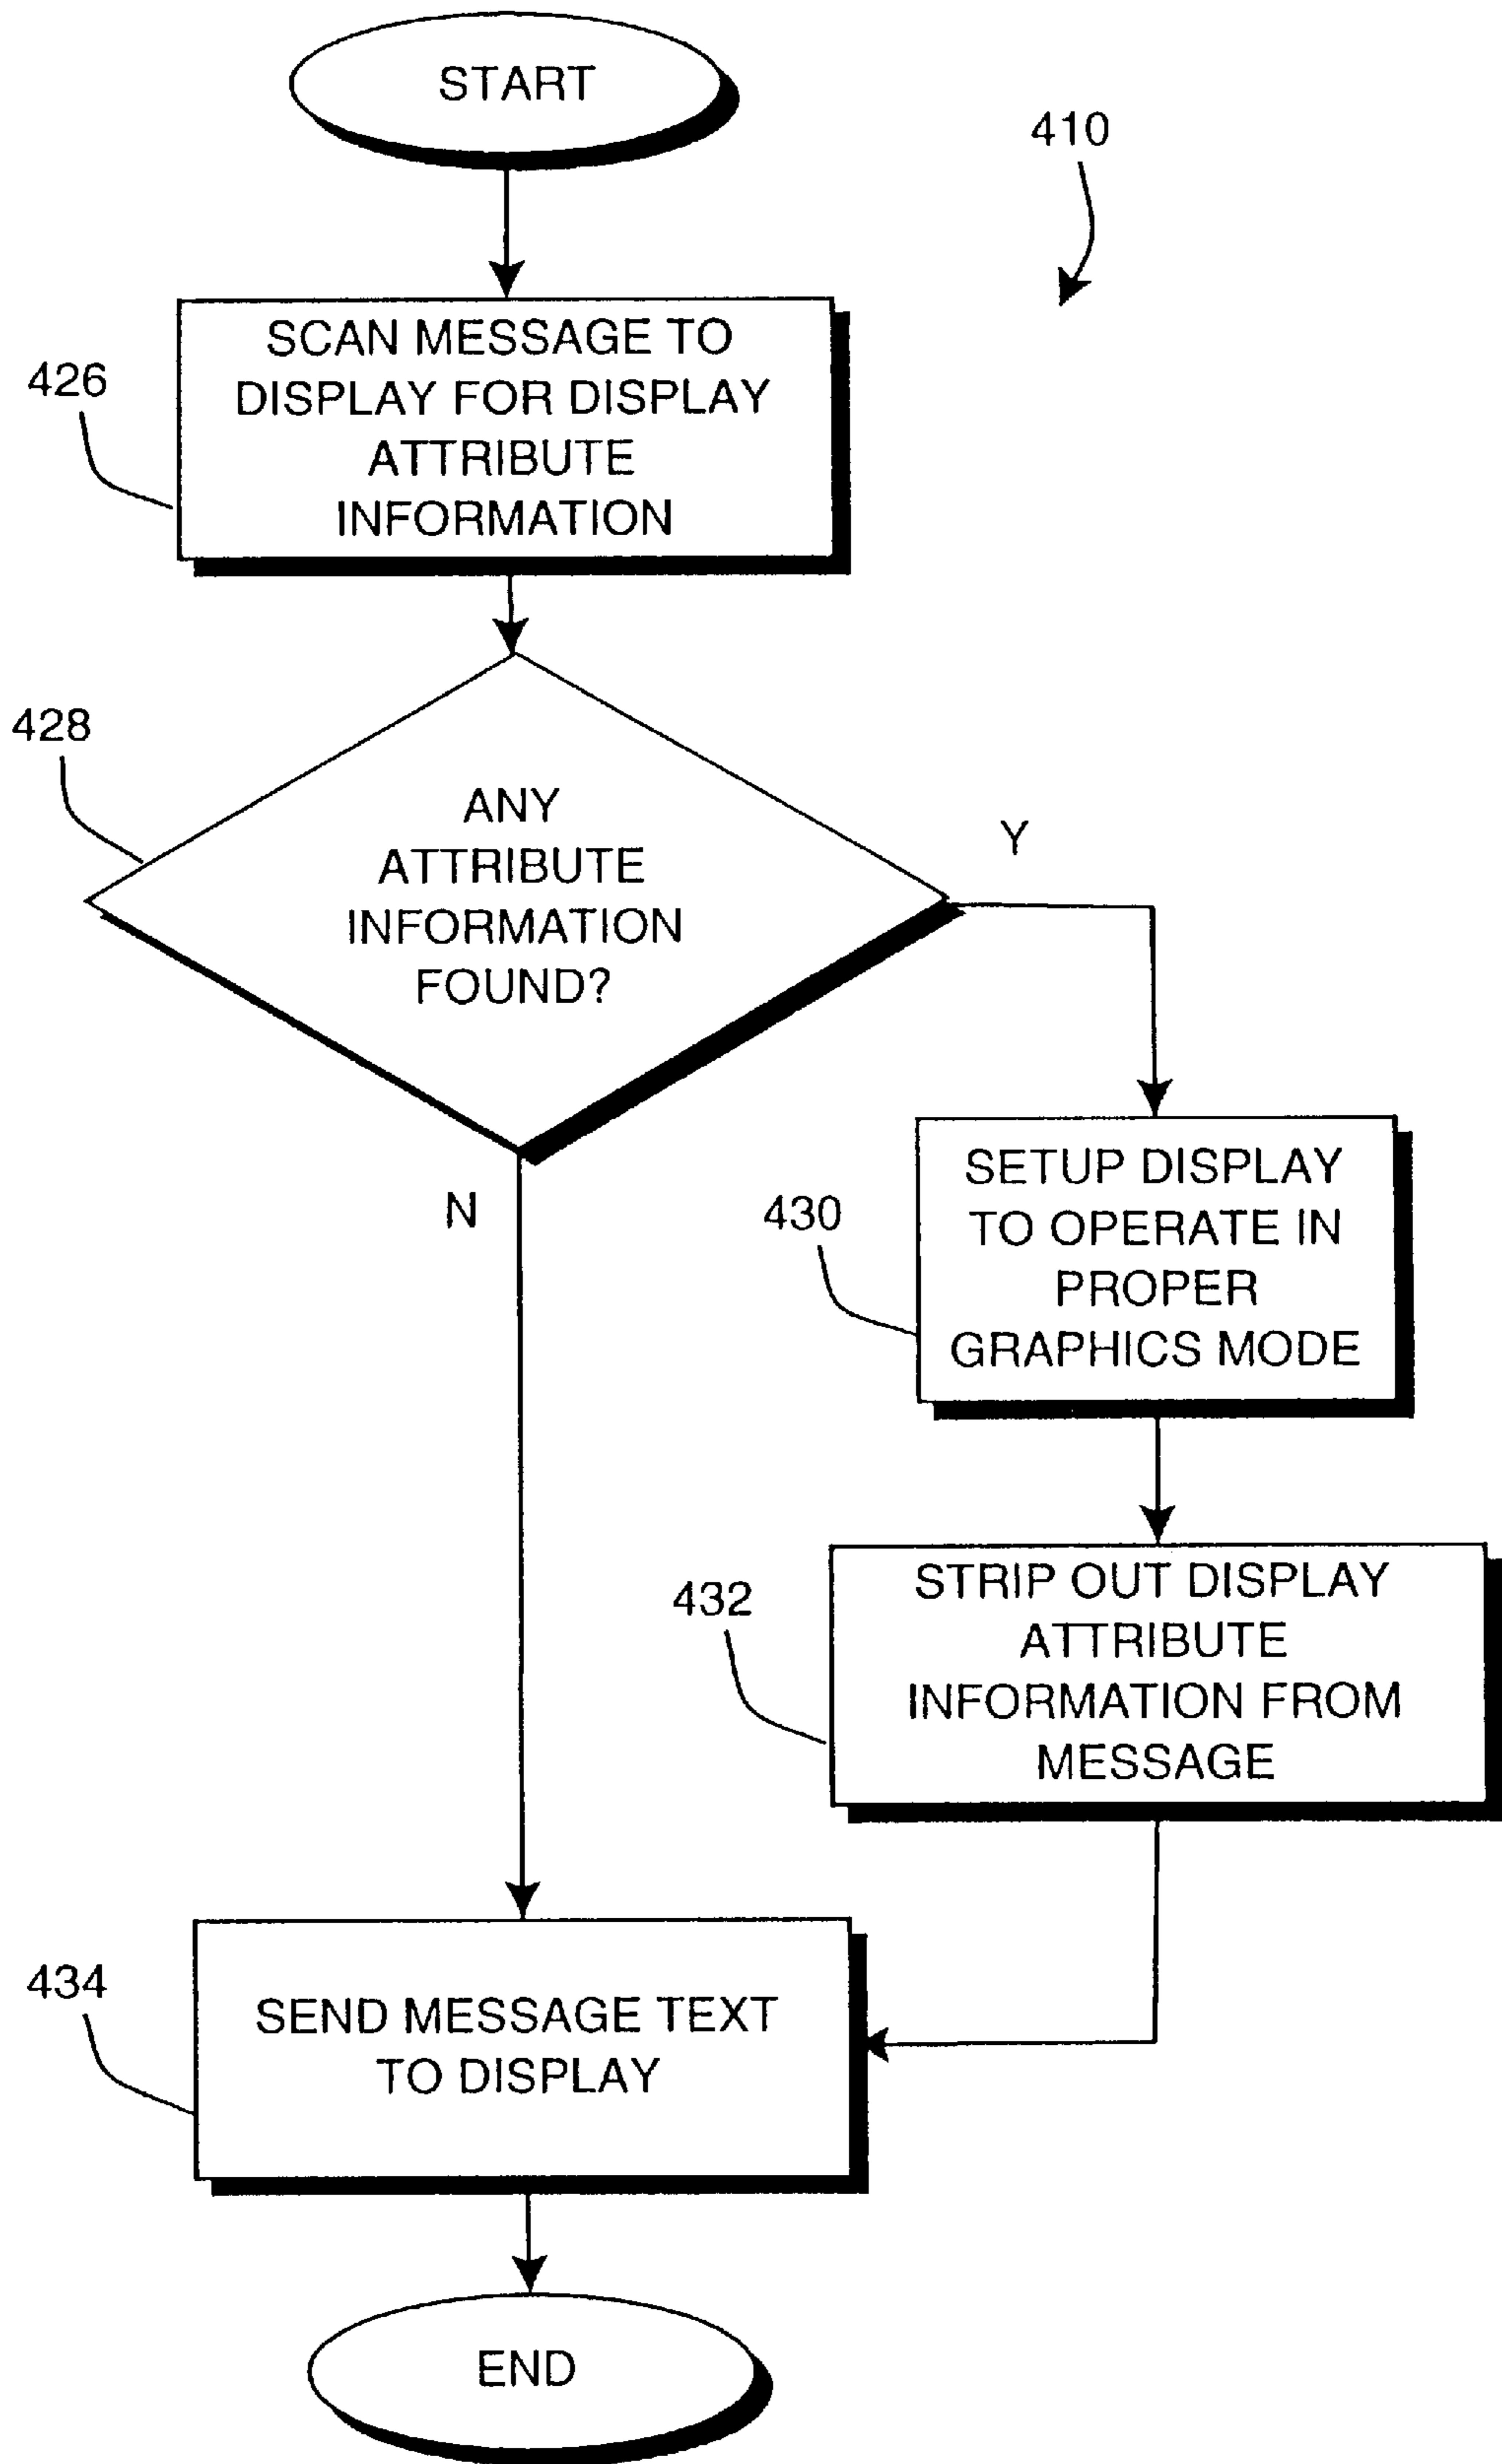 START
410
426
SCAN MESSAGE TO
DISPLAY FOR DISPLAY
ATTRIBUTE
INFORMATION
428
ANY
ATTRIBUTE
INFORMATION
FOUND?
Y
N
430
SETUP DISPLAY
TO OPERATE IN
PROPER
GRAPHICS MODE
432
STRIP OUT DISPLAY
ATTRIBUTE
INFORMATION FROM
MESSAGE
434
SEND MESSAGE TEXT
TO DISPLAY
END